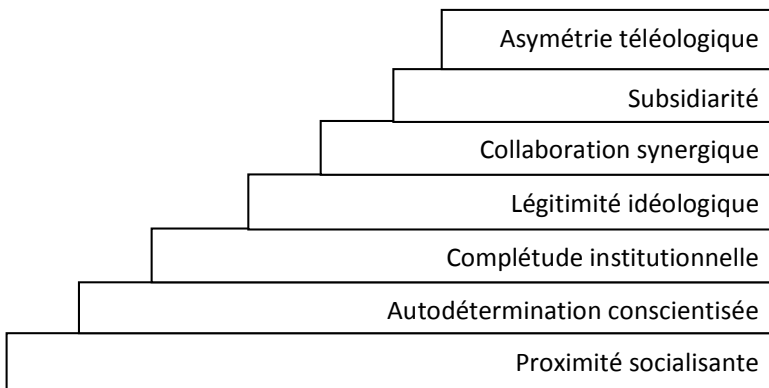 Asymétrie téléologique
Subsidiarité
Collaboration synergique
Légitimité idéologique
Complétude institutionnelle
Autodétermination conscientisée
Proximité socialisante